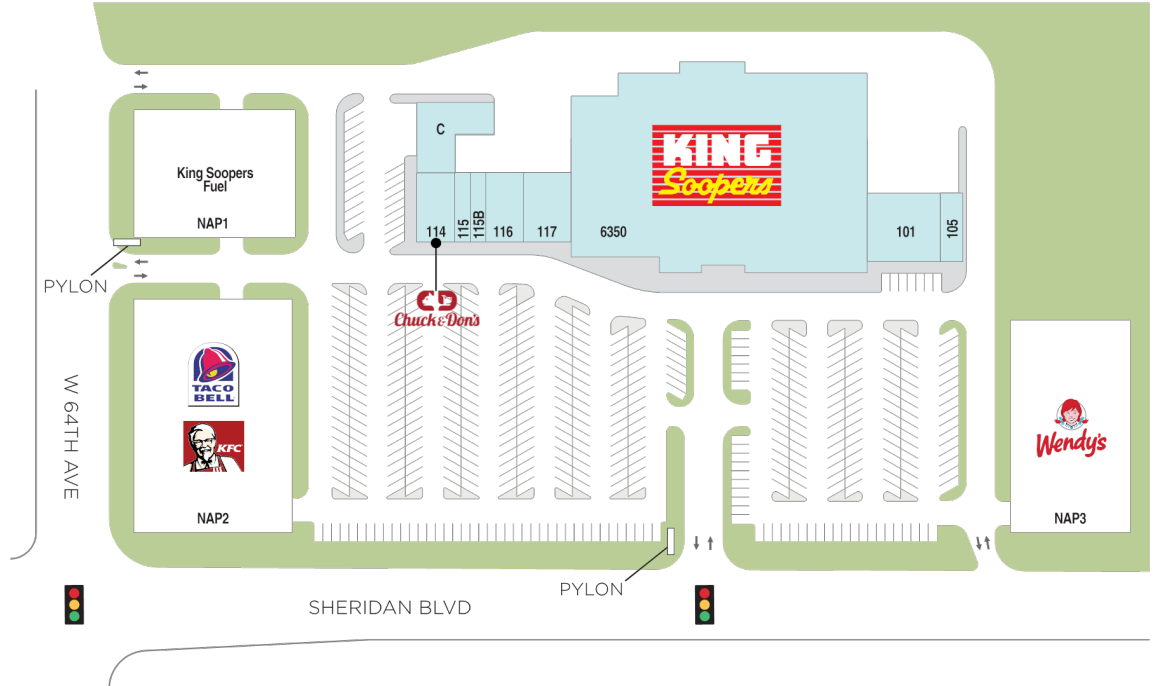 C
KING
Soopers
King Soopers
Fuel
NAP1
114
115
115B
116
117
6350
101
105
PYLON
CD
Chuck & Don's
TACO
BELL
KFC
Wendy's
W 64TH AVE
NAP2
NAP3
PYLON
SHERIDAN BLVD